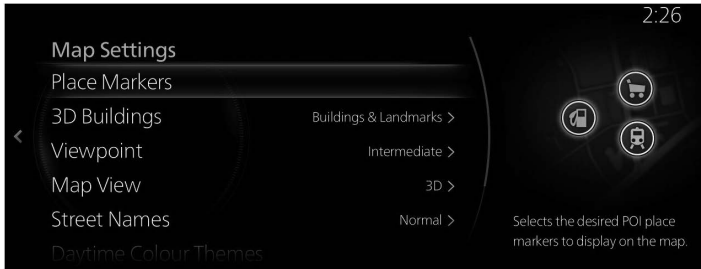 2:26
Map Settings
Place Markers
3D Buildings Buildings & Landmarks >
Viewpoint Intermediate >
Map View 3D >
Street Names Normal >
Daytime Colour Themes
Selects the desired POI place
markers to display on the map.